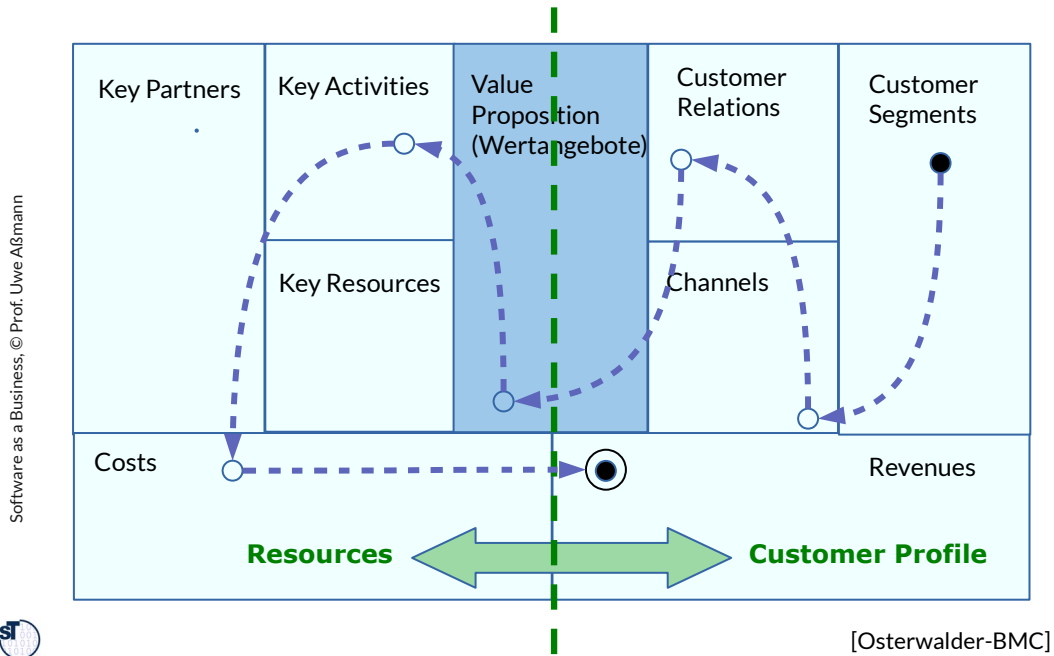 Key Partners
Key Activities
Value
Proposition
(Wertangebote)
Customer
Relations
Customer
Segments
Key Resources
Channels
Costs
Revenues
Resources
Customer Profile
Software as a Business, © Prof. Uwe Aßmann
ST
[Osterwalder-BMC]